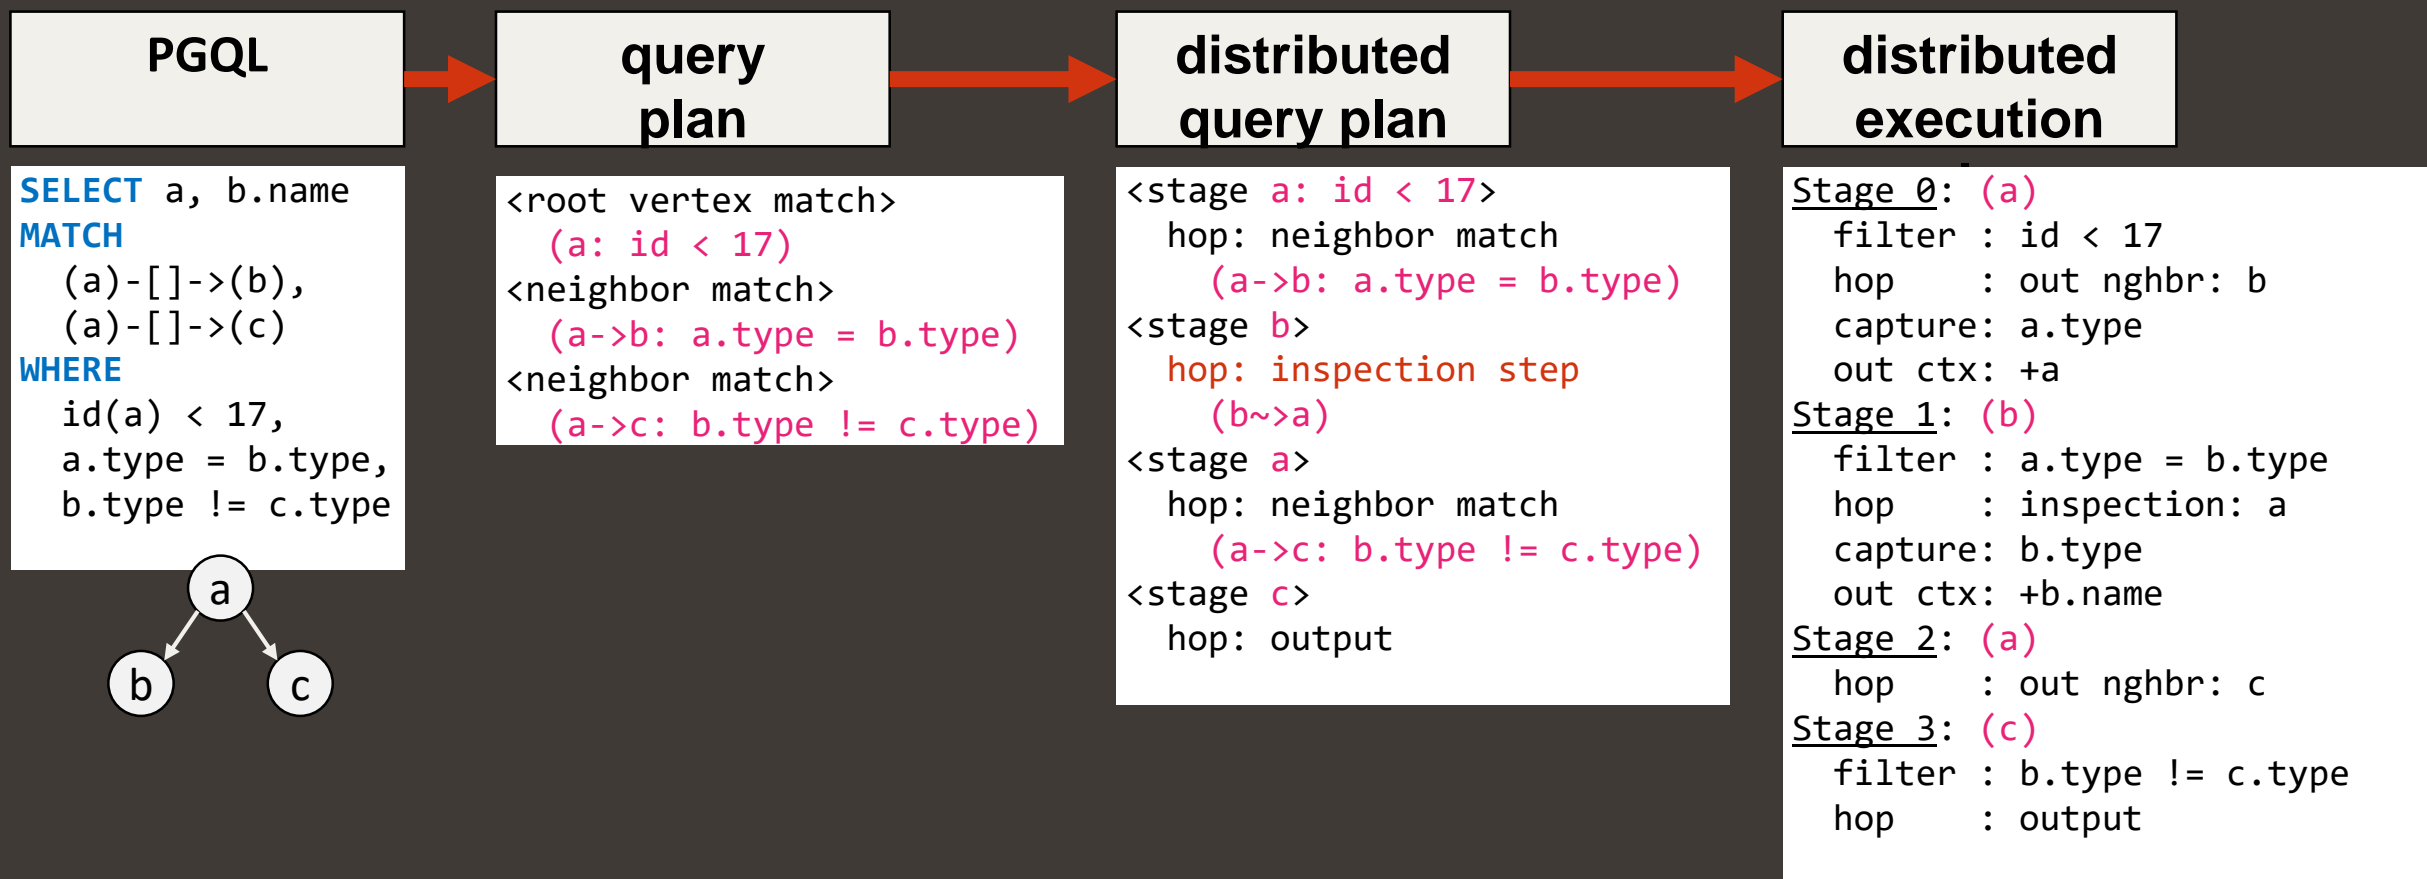 PGQL
SELECT a, b.name
MATCH
(a)-[]->(b),
(a)-[]->(c)
WHERE
id(a) < 17,
a.type = b.type,
b.type != c.type
a
b
c
query
plan
<root vertex match>
(a: id < 17)
<neighbor match>
(a->b: a.type = b.type)
<neighbor match>
(a->c: b.type != c.type)
distributed
query plan
<stage a: id < 17>
hop: neighbor match
(a->b: a.type = b.type)
<stage b>
hop: inspection step
(b~>a)
<stage a>
hop: neighbor match
(a->c: b.type != c.type)
<stage c>
hop: output
distributed
execution
Stage 0: (a)
filter : id < 17
hop    : out nghbr: b
capture: a.type
out ctx: +a
Stage 1: (b)
filter : a.type = b.type
hop    : inspection: a
capture: b.type
out ctx: +b.name
Stage 2: (a)
hop    : out nghbr: c
Stage 3: (c)
filter : b.type != c.type
hop    : output